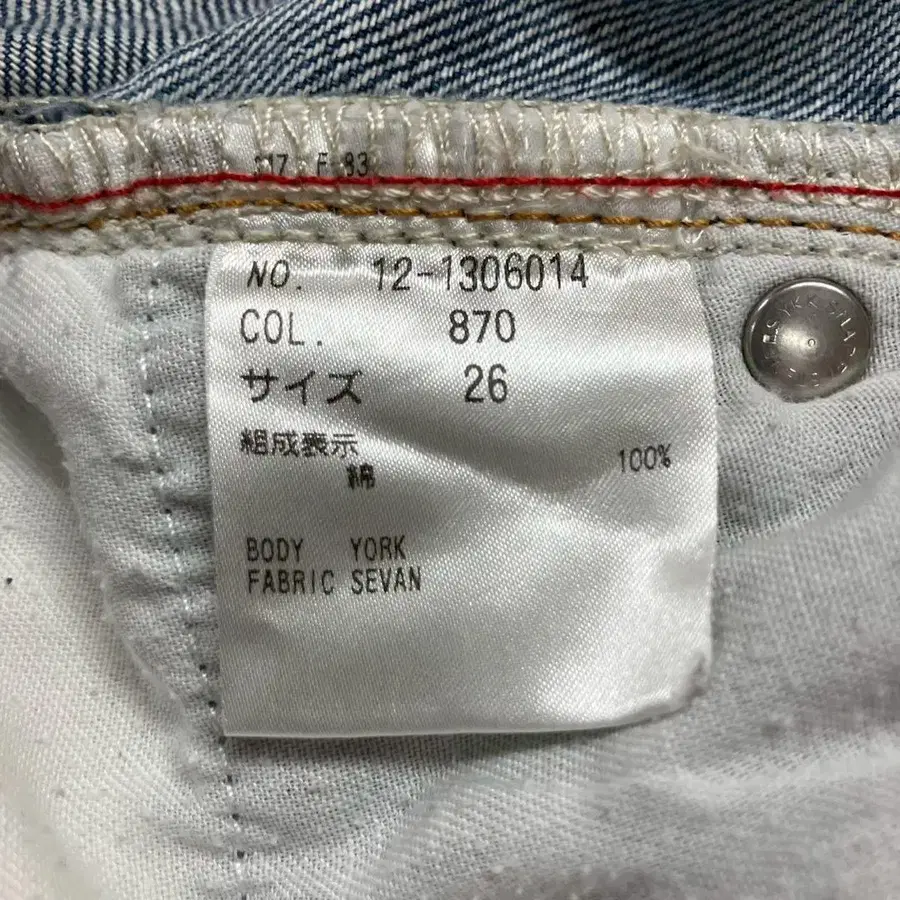 NO. 12-1306014
COL. 870
サイズ 26
組成表示
綿 100%
BODY YORK
FABRIC SEVAN
YKK